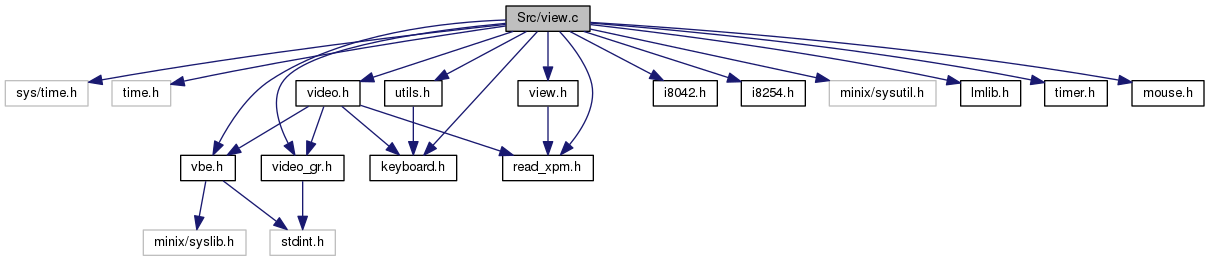 Src/view.c
sys/time.h
time.h
video.h
utils.h
view.h
i8042.h
i8254.h
minix/sysutil.h
lmlib.h
timer.h
mouse.h
vbe.h
video_gr.h
keyboard.h
read_xpm.h
minix/syslib.h
stdint.h